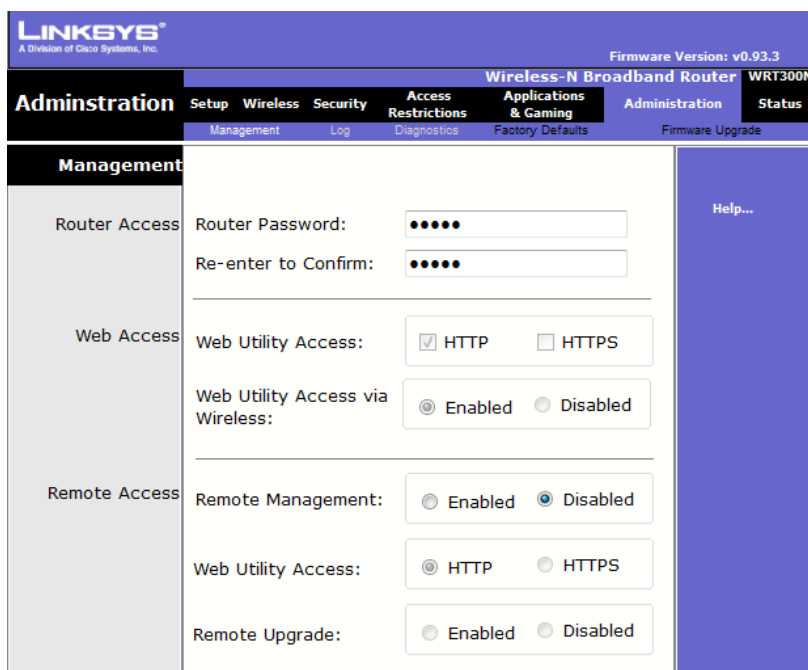 LINKSYS®
A Division of Cisco Systems, Inc.
Firmware Version: v0.93.3
Wireless-N Broadband Router WRT300N
Adminstration
Setup Wireless Security Access Restrictions Applications & Gaming Administration Status
Management Log Diagnostics Factory Defaults Firmware Upgrade
Management
Help...
Router Access Router Password: •••••
Re-enter to Confirm: •••••
Web Access Web Utility Access: HTTP HTTPS
Web Utility Access via
Wireless: Enabled Disabled
Remote Access Remote Management: Enabled Disabled
Web Utility Access: HTTP HTTPS
Remote Upgrade: Enabled Disabled